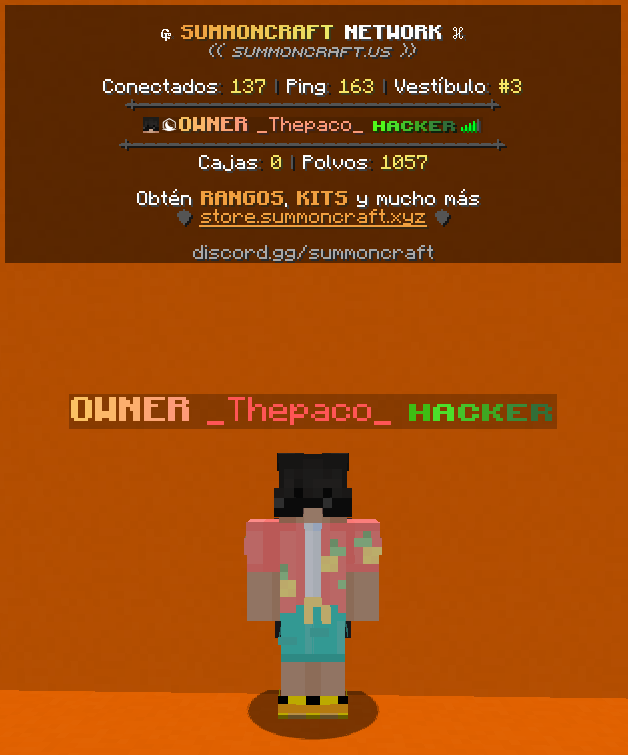 SUMMONCRAFT NETWORK ⌘
(( SUMMONCRAFT.US ))
Conectados: 137 | Ping: 163 | Vestíbulo: #3
OWNER _Thepaco_ HACKER
Cajas: 0 | Polvos: 1057
Obtén RANGOS, KITS y mucho más
store.summoncraft.xyz
discord.gg/summoncraft
OWNER _Thepaco_ HACKER